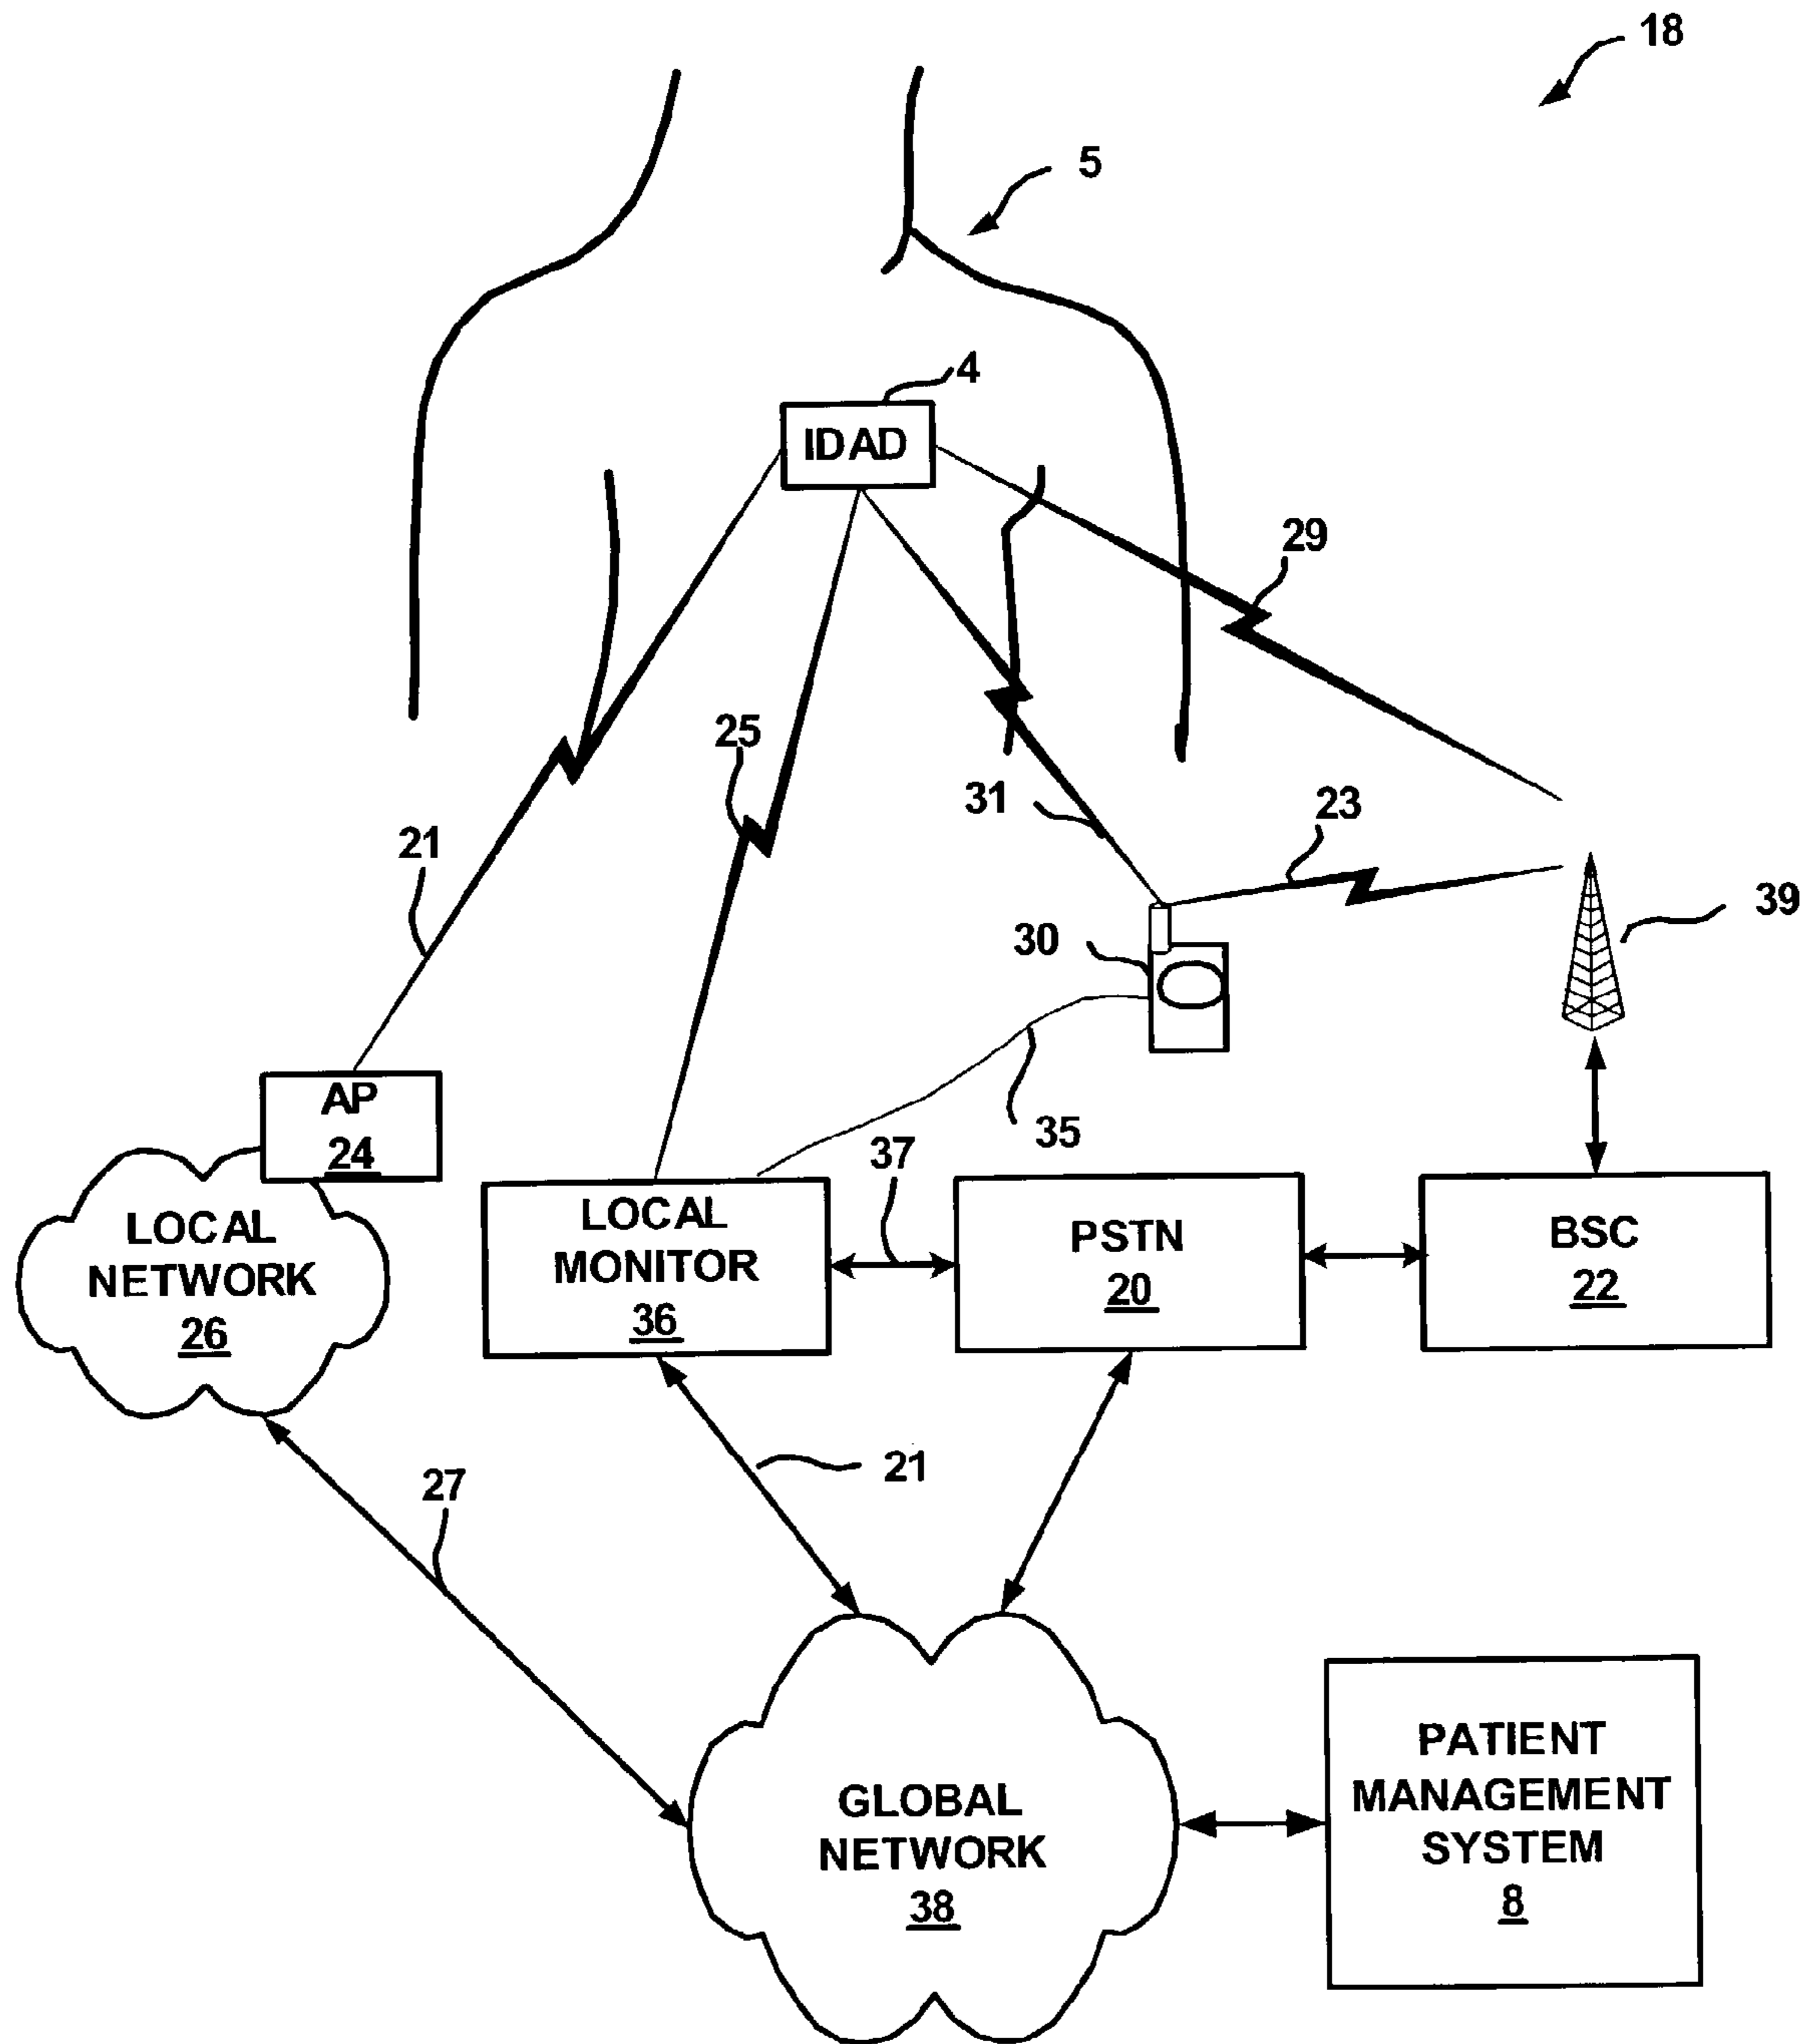 18
5
4
IDAD
29
25
31
23
21
39
30
AP
24
35
37
LOCAL
NETWORK
26
LOCAL
MONITOR
36
PSTN
20
BSC
22
21
27
PATIENT
MANAGEMENT
SYSTEM
8
GLOBAL
NETWORK
38